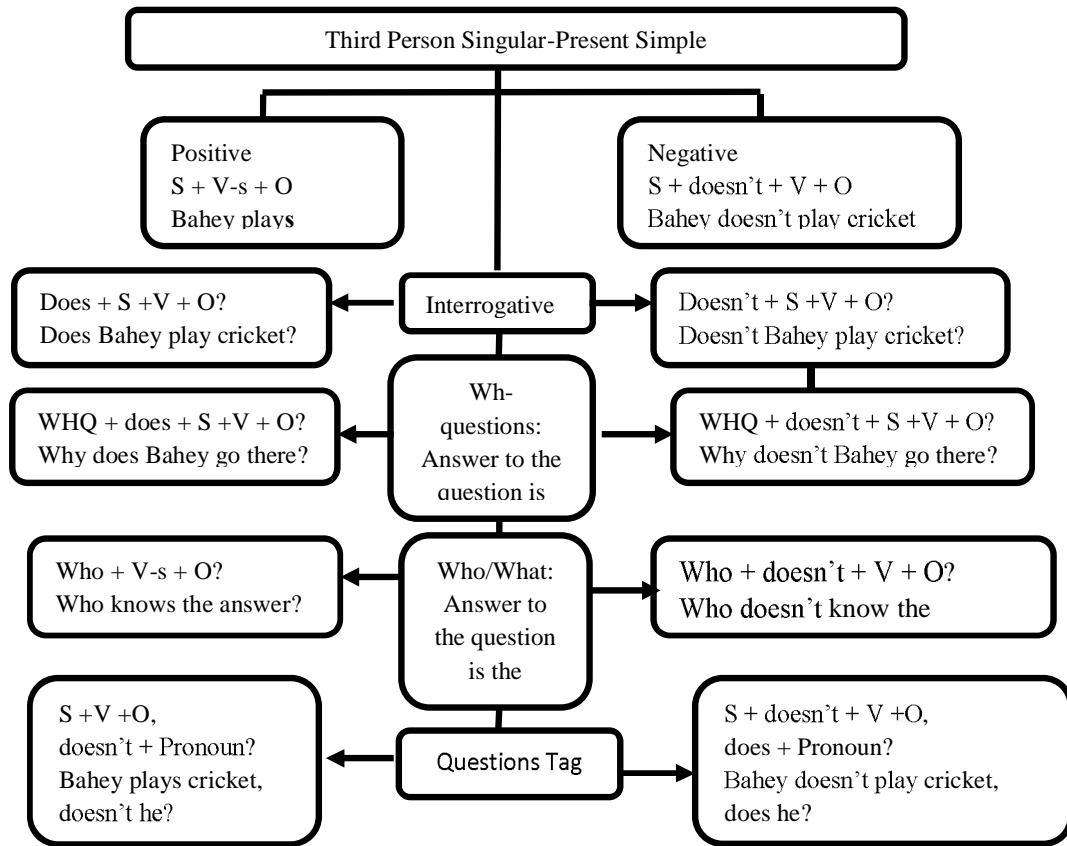 Third Person Singular-Present Simple
Positive
S + V-s + O
Bahey plays
Negative
S + doesn't + V + O
Bahey doesn't play cricket
Does + S +V + O?
Does Bahey play cricket?
Interrogative
Doesn't + S +V + O?
Doesn't Bahey play cricket?
WHQ + does + S +V + O?
Why does Bahey go there?
Wh-
questions:
Answer to the
question is
WHQ + doesn't + S +V + O?
Why doesn't Bahey go there?
Who + V-s + O?
Who knows the answer?
Who/What:
Answer to
the question
is the
Who + doesn't + V + O?
Who doesn't know the
S +V +O,
doesn't + Pronoun?
Bahey plays cricket,
doesn't he?
Questions Tag
S + doesn't + V +O,
does + Pronoun?
Bahey doesn't play cricket,
does he?